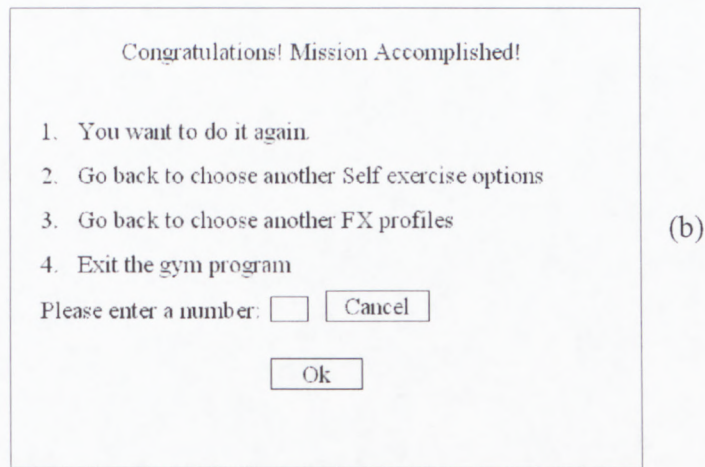 Congratulations! Mission Accomplished!
1. You want to do it again.
2. Go back to choose another Self exercise options
3. Go back to choose another FX profiles
(b)
4. Exit the gym program
Please enter a number: Cancel
Ok